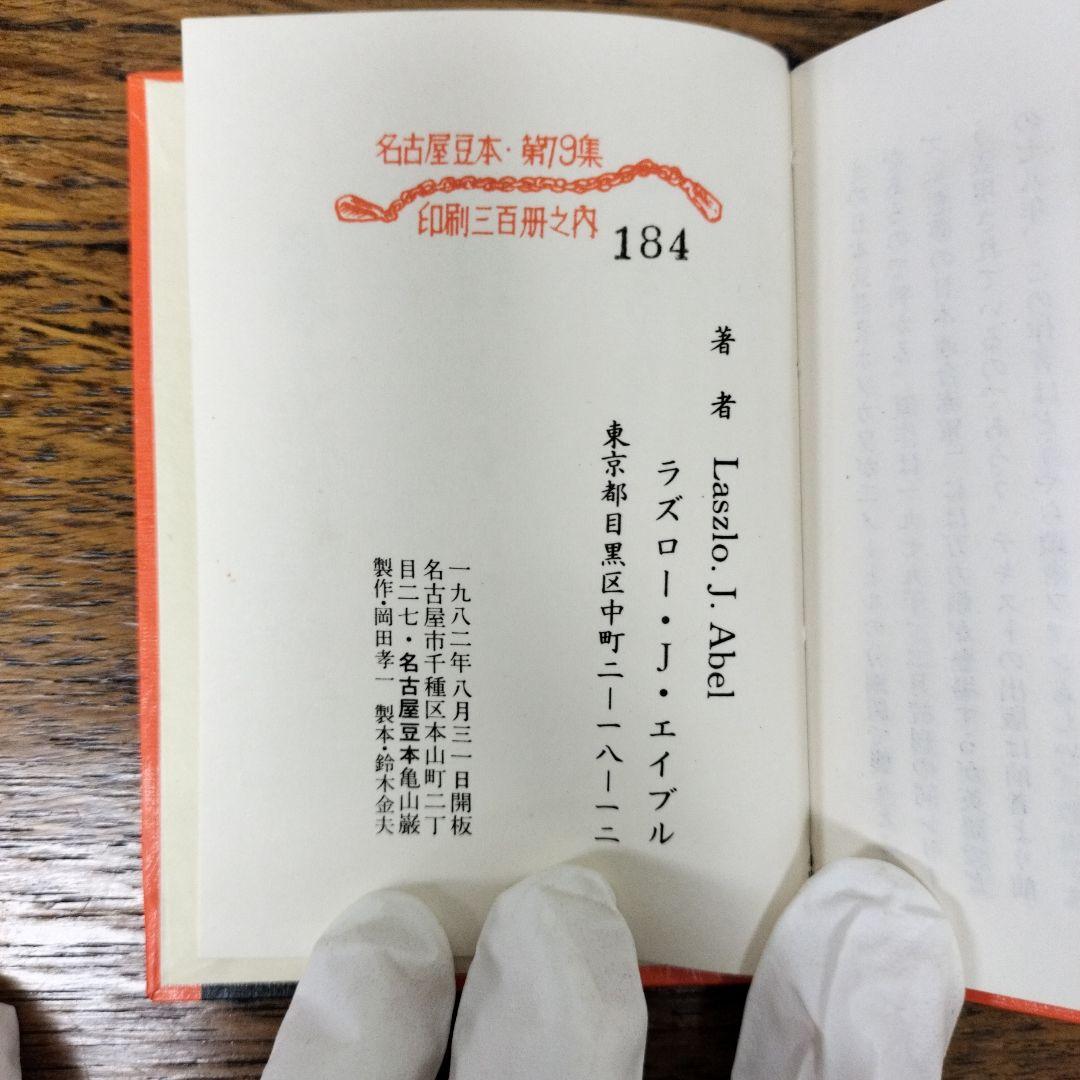 名古屋豆本・第79集
印刷三百冊之内
184
著者 Laszlo. J. Abel
ラズロー・J・エイブル
東京都目黒区中町二―一八―一二
一九八二年八月三一日開板
名古屋市千種区本山町二丁
目二七・名古屋豆本亀山巌
製作・岡田孝一 製本・鈴木金夫